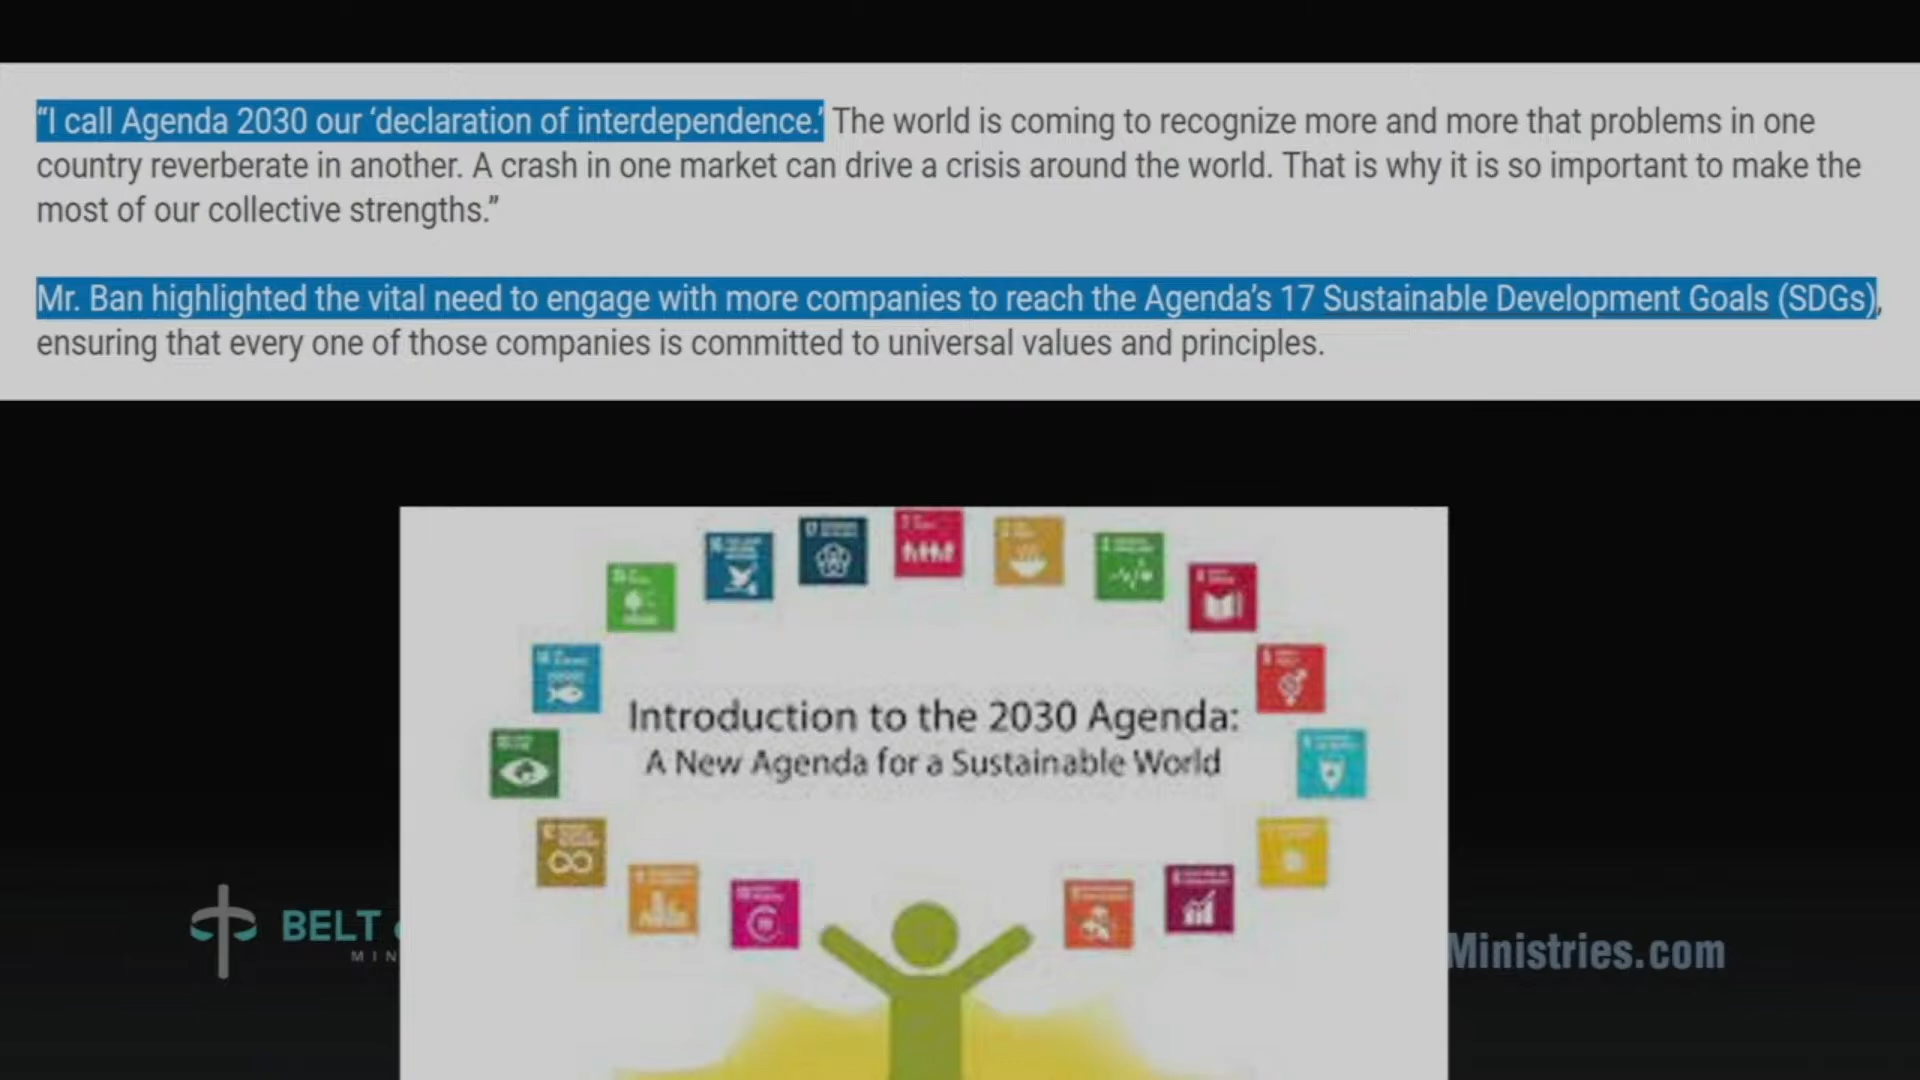 “I call Agenda 2030 our ‘declaration of interdependence.’ The world is coming to recognize more and more that problems in one
country reverberate in another. A crash in one market can drive a crisis around the world. That is why it is so important to make the
most of our collective strengths.”
Mr. Ban highlighted the vital need to engage with more companies to reach the Agenda’s 17 Sustainable Development Goals (SDGs),
ensuring that every one of those companies is committed to universal values and principles.
Introduction to the 2030 Agenda:
A New Agenda for a Sustainable World
BELT
MIN
Ministries.com